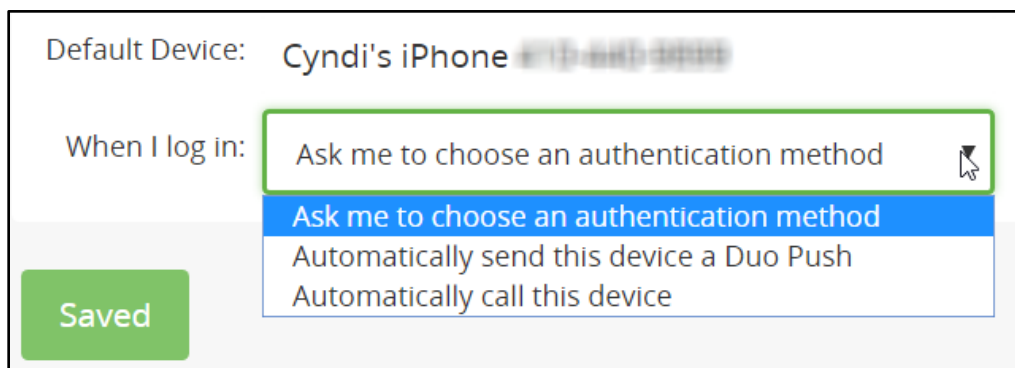 Default Device: Cyndi's iPhone
When I log in: Ask me to choose an authentication method
Ask me to choose an authentication method
Automatically send this device a Duo Push
Automatically call this device
Saved